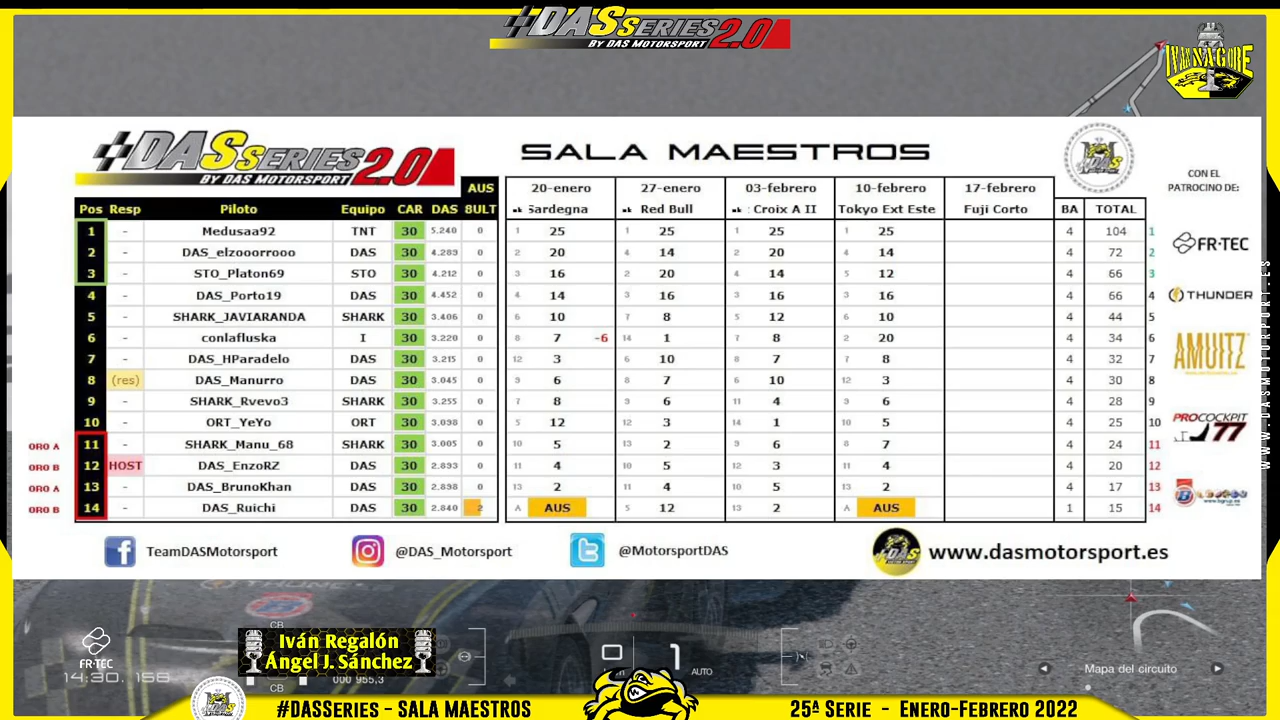 DASSERIES 2.0
BY DAS MOTORSPORT
IVÁN NAGORE
DASSERIES 2.0
BY DAS MOTORSPORT
SALA MAESTROS
CON EL
PATROCINO DE:
AUS 20-enero 27-enero 03-febrero 10-febrero 17-febrero
Pos Resp Piloto Equipo CAR DAS 8ULT Sardegna Red Bull : Croix A II Tokyo Ext Este Fuji Corto BA TOTAL
1 - Medusaa92 TNT 30 5.240 0 1 25 1 25 1 25 1 25 4 104 1
2 - DAS_elzooorrooo DAS 30 4.289 0 2 20 4 14 2 20 4 14 4 72 2
3 - STO_Platon69 STO 30 4.212 0 3 16 2 20 4 14 5 12 4 66 3
4 - DAS_Porto19 DAS 30 4.452 0 4 14 3 16 3 16 3 16 4 66 4
5 - SHARK_JAVIARANDA SHARK 30 3.406 0 6 10 7 8 5 12 6 10 4 44 5
6 - conlafluska I 30 3.220 0 8 7 -6 14 1 7 8 2 20 4 34 6
7 - DAS_HParadelo DAS 30 3.215 0 12 3 6 10 8 7 7 8 4 32 7
8 (res) DAS_Manurro DAS 30 3.045 0 9 6 8 7 6 10 12 3 4 30 8
9 - SHARK_Rvevo3 SHARK 30 3.255 0 7 8 9 6 11 4 9 6 4 28 9
10 - ORT_YeYo ORT 30 3.098 0 5 12 12 3 14 1 10 5 4 25 10
ORO A 11 - SHARK_Manu_68 SHARK 30 3.005 0 10 5 13 2 9 6 8 7 4 24 11
ORO B 12 HOST DAS_EnzoRZ DAS 30 2.893 0 11 4 10 5 12 3 11 4 4 20 12
ORO A 13 - DAS_BrunoKhan DAS 30 2.898 0 13 2 11 4 10 5 13 2 4 17 13
ORO B 14 - DAS_Ruichi DAS 30 2.840 2 A AUS 5 12 13 2 A AUS 1 15 14
FR·TEC
THUNDER
AMUITZ
PROCOCKPIT
77
TeamDASMotorsport @DAS_Motorsport @MotorsportDAS www.dasmotorsport.es
WWW.DASMOTORSPORT.ES
FR·TEC
14:30.158
Iván Regalón
Ángel J. Sánchez
CB
CB
000 955,3
1
AUTO
Mapa del circuito
#DASSeries - SALA MAESTROS
25ª Serie - Enero-Febrero 2022